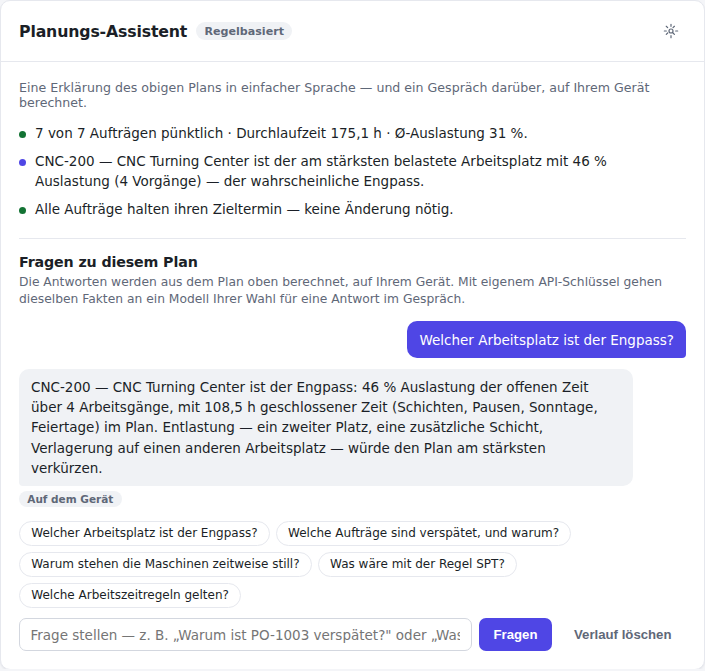 Planungs-Assistent Regelbasiert
Eine Erklärung des obigen Plans in einfacher Sprache — und ein Gespräch darüber, auf Ihrem Gerät
berechnet.
7 von 7 Aufträgen pünktlich · Durchlaufzeit 175,1 h · Ø-Auslastung 31 %.
CNC-200 — CNC Turning Center ist der am stärksten belastete Arbeitsplatz mit 46 %
Auslastung (4 Vorgänge) — der wahrscheinliche Engpass.
Alle Aufträge halten ihren Zieltermin — keine Änderung nötig.
Fragen zu diesem Plan
Die Antworten werden aus dem Plan oben berechnet, auf Ihrem Gerät. Mit eigenem API-Schlüssel gehen
dieselben Fakten an ein Modell Ihrer Wahl für eine Antwort im Gespräch.
Welcher Arbeitsplatz ist der Engpass?
CNC-200 — CNC Turning Center ist der Engpass: 46 % Auslastung der offenen Zeit
über 4 Arbeitsgänge, mit 108,5 h geschlossener Zeit (Schichten, Pausen, Sonntage,
Feiertage) im Plan. Entlastung — ein zweiter Platz, eine zusätzliche Schicht,
Verlagerung auf einen anderen Arbeitsplatz — würde den Plan am stärksten
verkürzen.
Auf dem Gerät
Welcher Arbeitsplatz ist der Engpass? Welche Aufträge sind verspätet, und warum?
Warum stehen die Maschinen zeitweise still? Was wäre mit der Regel SPT?
Welche Arbeitszeitregeln gelten?
Frage stellen — z. B. „Warum ist PO-1003 verspätet?" oder „Was Fragen Verlauf löschen